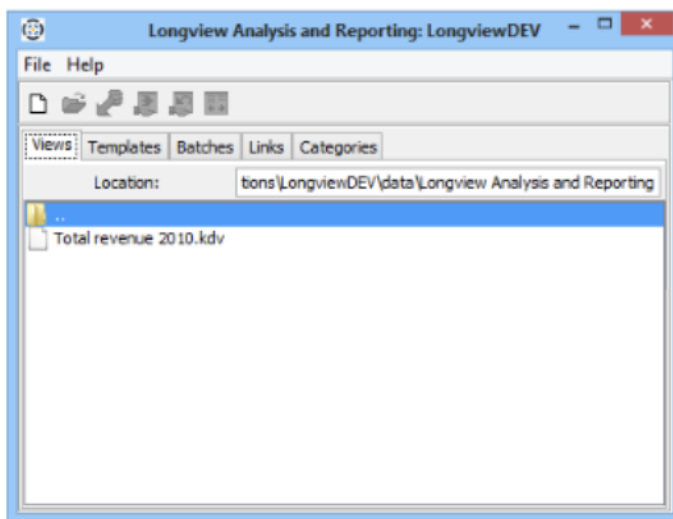 Longview Analysis and Reporting: LongviewDEV
File Help
Views Templates Batches Links Categories
Location: tions\LongviewDEV\data\Longview Analysis and Reporting
..
Total revenue 2010.kdv